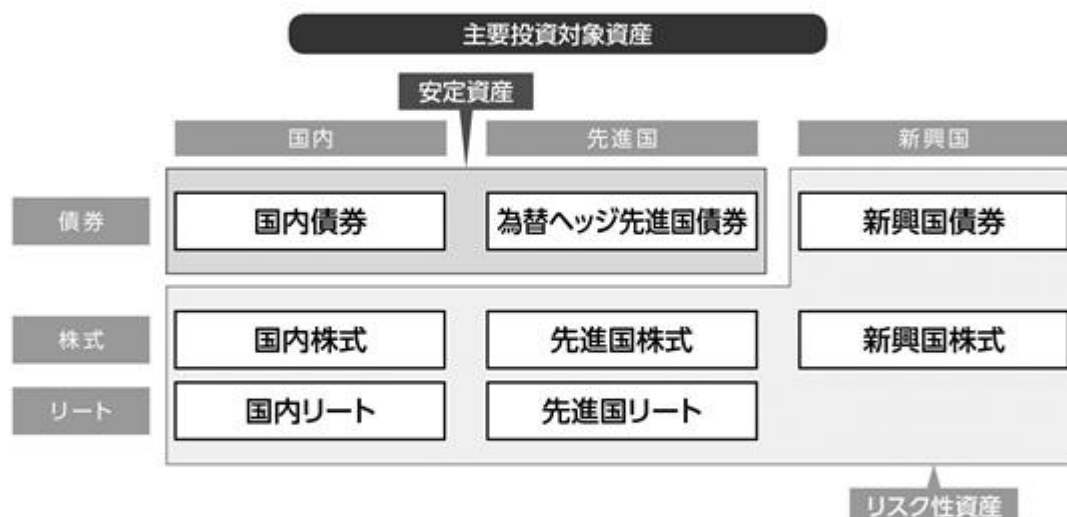 主要投資対象資産
安定資産
国内 先進国 新興国
債券 国内債券 為替ヘッジ先進国債券 新興国債券
株式 国内株式 先進国株式 新興国株式
リート 国内リート 先進国リート
リスク性資産